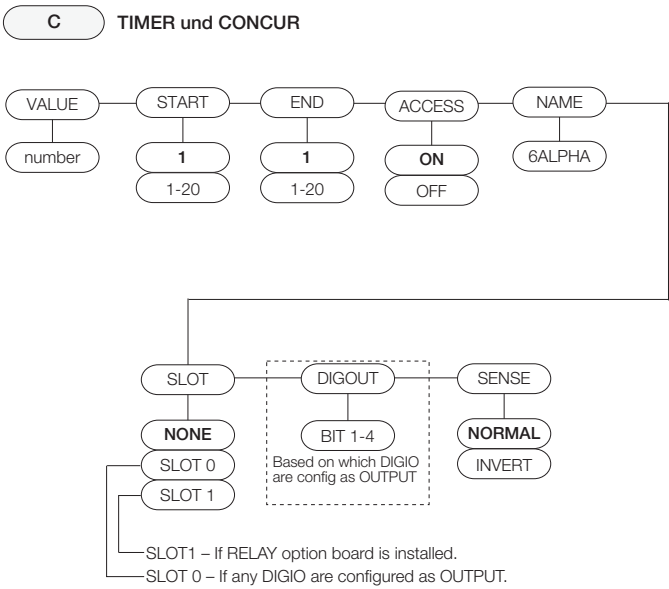 C TIMER und CONCUR
VALUE START END ACCESS NAME
number 1 1 ON 6ALPHA
1-20 1-20 OFF
SLOT DIGOUT SENSE
NONE BIT 1-4 NORMAL
SLOT 0 Based on which DIGIO INVERT
are config as OUTPUT
SLOT 1
SLOT1 – If RELAY option board is installed.
SLOT 0 – If any DIGIO are configured as OUTPUT.